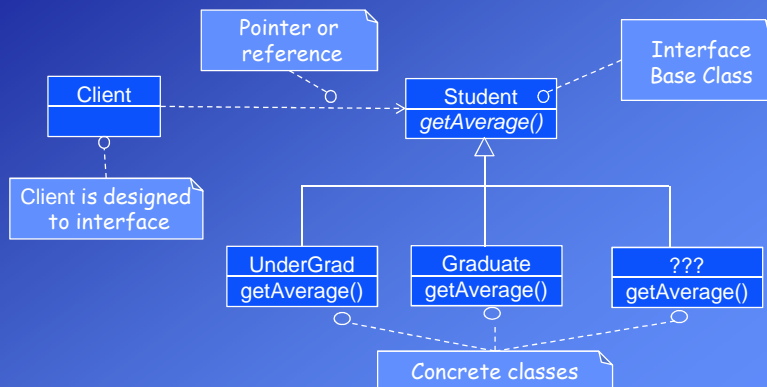 Pointer or
reference
Interface
Base Class
Client
Student
getAverage()
Client is designed
to interface
UnderGrad
getAverage()
Graduate
getAverage()
???
getAverage()
Concrete classes